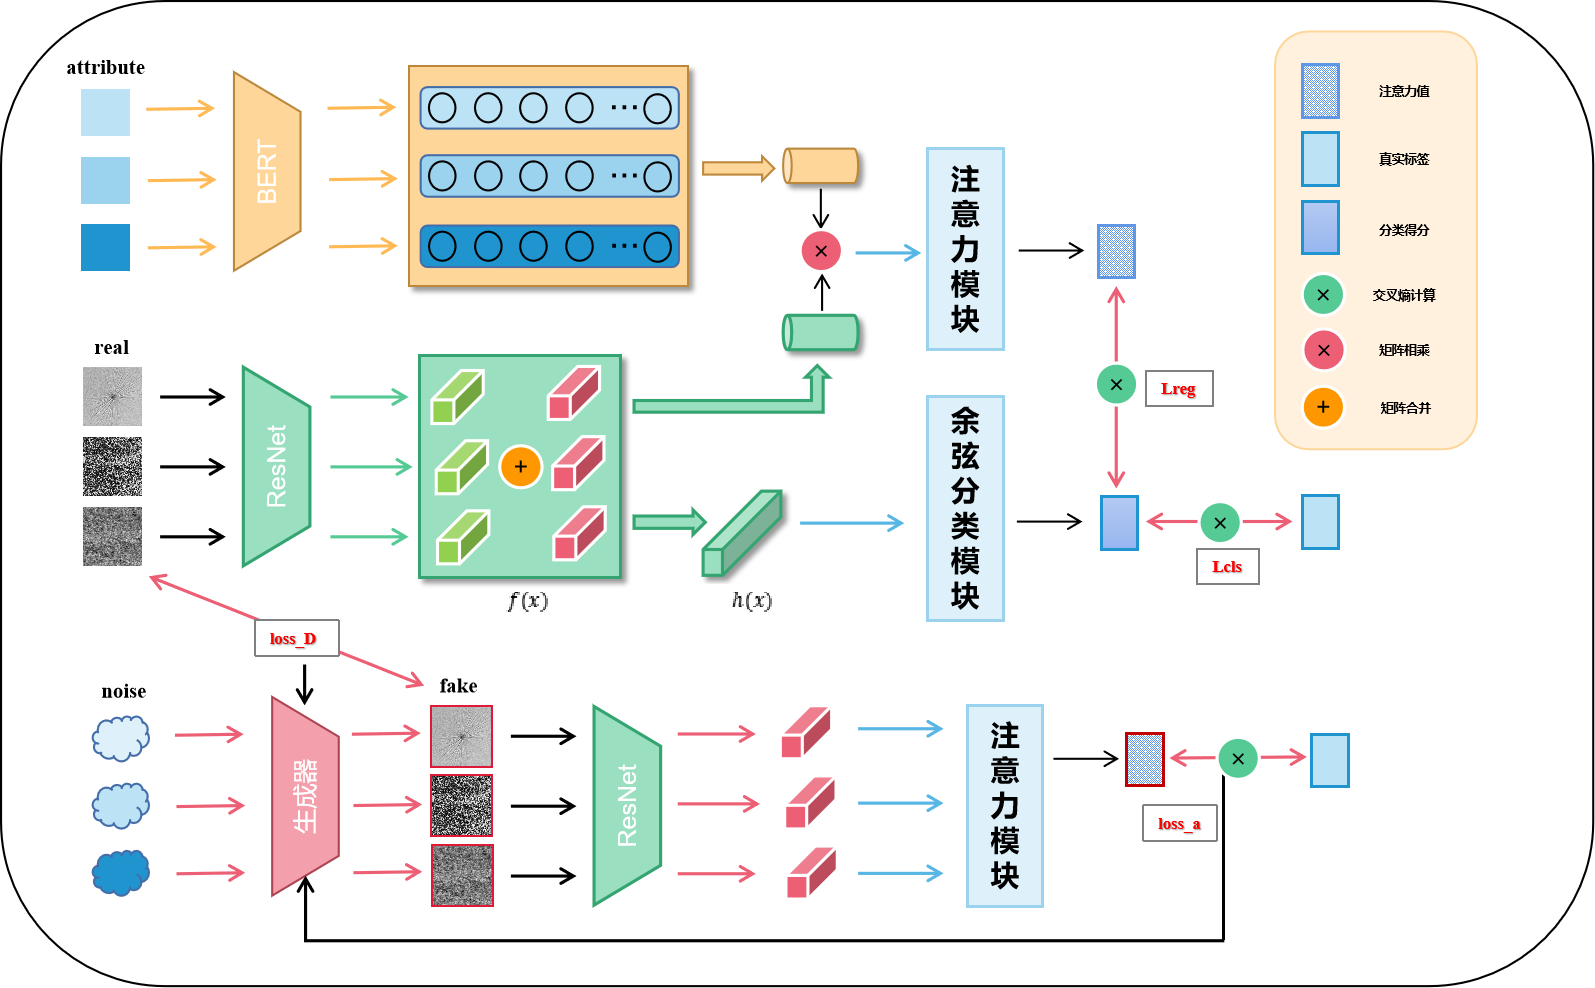 attribute
BERT
...
...
...
注意力模块
real
ResNet
+
f(x)
h(x)
×
余弦分类模块
×
Lreg
×
Lcls
loss_D
noise
生成器
fake
ResNet
注意力模块
×
loss_a
注意力值
真实标签
分类得分
× 交叉熵计算
× 矩阵相乘
+ 矩阵合并